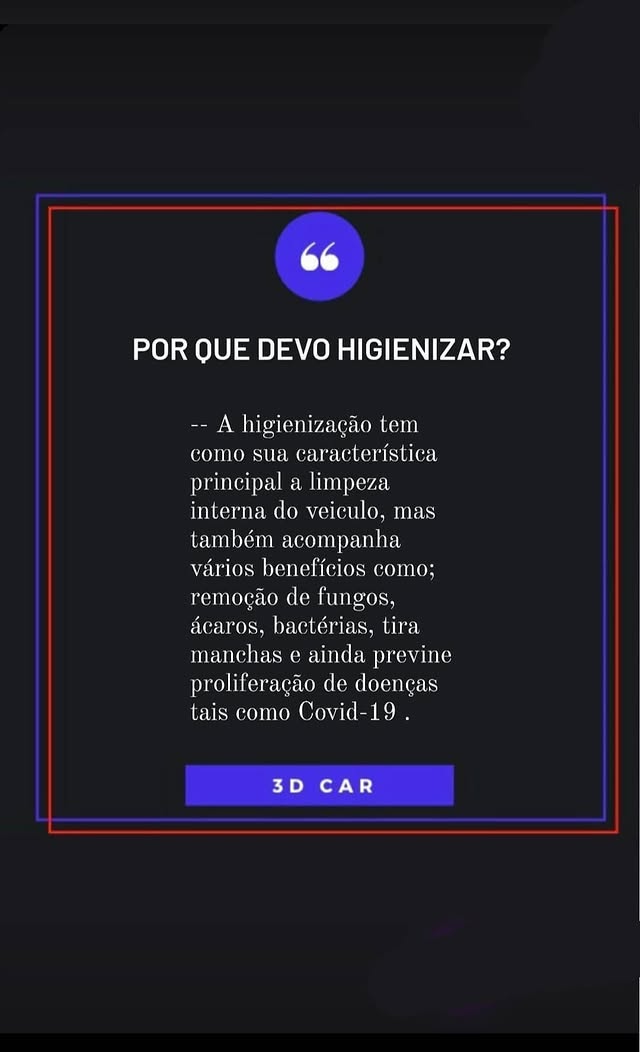 POR QUE DEVO HIGIENIZAR?
-- A higienização tem
como sua característica
principal a limpeza
interna do veiculo, mas
também acompanha
vários benefícios como;
remoção de fungos,
ácaros, bactérias, tira
manchas e ainda previne
proliferação de doenças
tais como Covid-19 .
3D CAR